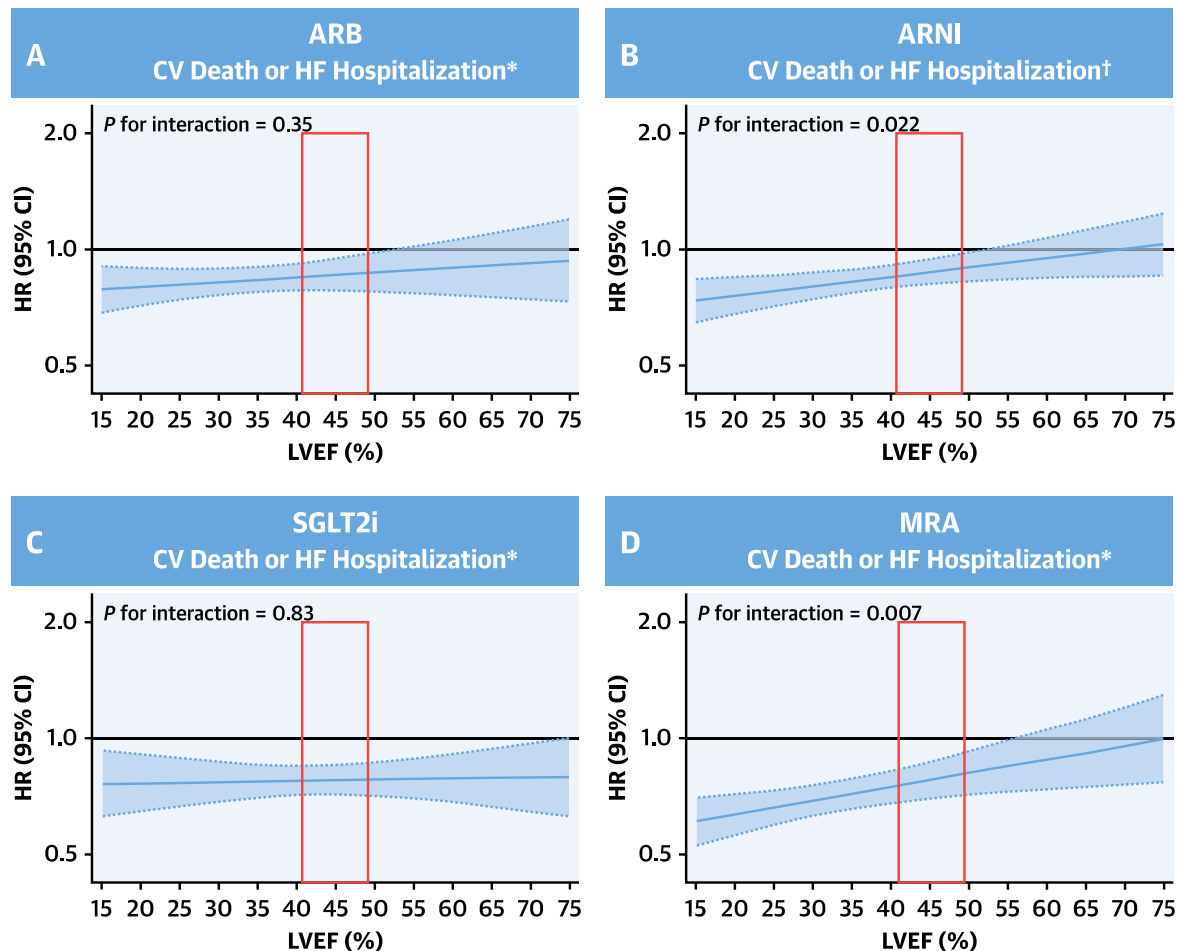 A
ARB
CV Death or HF Hospitalization*
P for interaction = 0.35
HR (95% CI)
2.0
1.0
0.5
15 20 25 30 35 40 45 50 55 60 65 70 75
LVEF (%)
B
ARNI
CV Death or HF Hospitalization†
P for interaction = 0.022
HR (95% CI)
2.0
1.0
0.5
15 20 25 30 35 40 45 50 55 60 65 70 75
LVEF (%)
C
SGLT2i
CV Death or HF Hospitalization*
P for interaction = 0.83
HR (95% CI)
2.0
1.0
0.5
15 20 25 30 35 40 45 50 55 60 65 70 75
LVEF (%)
D
MRA
CV Death or HF Hospitalization*
P for interaction = 0.007
HR (95% CI)
2.0
1.0
0.5
15 20 25 30 35 40 45 50 55 60 65 70 75
LVEF (%)